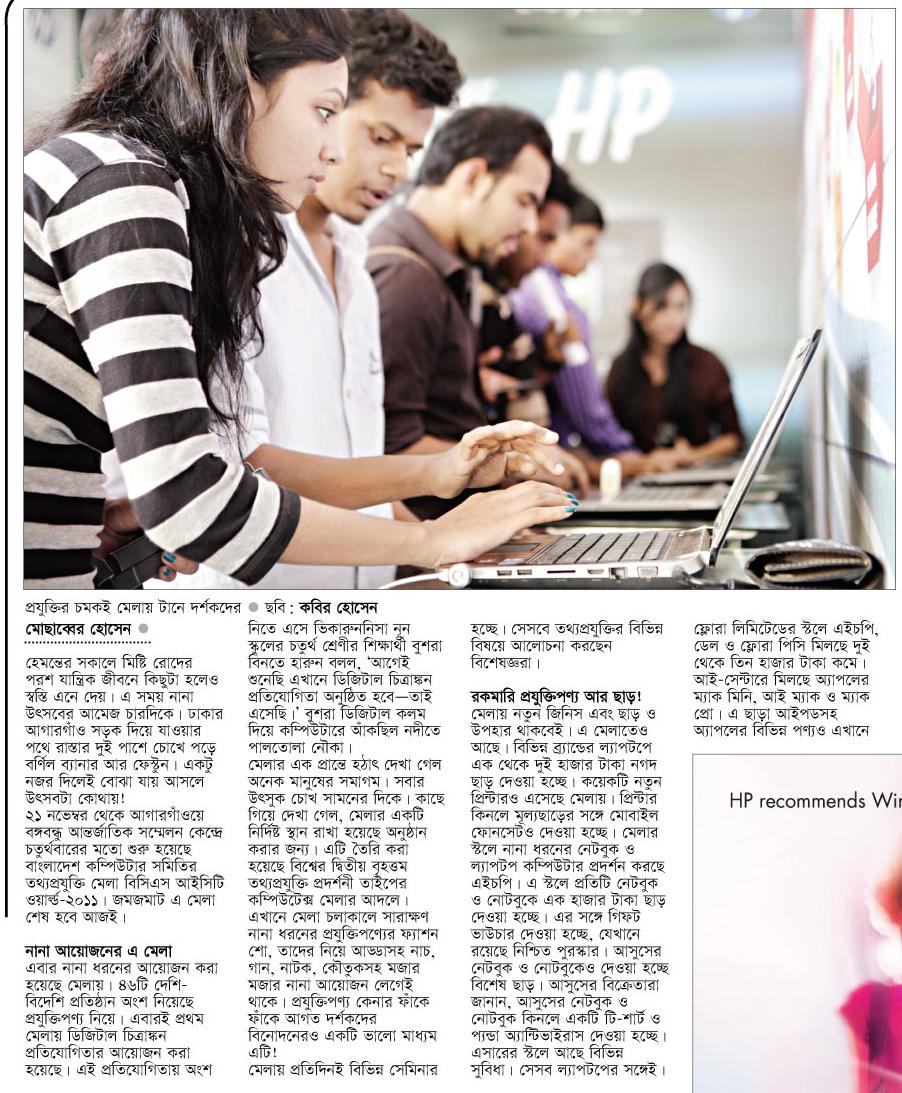 HP
প্রযুক্তির চমকই মেলায় টানে দর্শকদের ● ছবি : কবির হোসেন
মোছাব্বের হোসেন ●
হেমন্তের সকালে মিষ্টি রোদের
পরশ যান্ত্রিক জীবনে কিছুটা হলেও
স্বস্তি এনে দেয়। এ সময় নানা
উৎসবের আমেজ চারদিকে। ঢাকার
আগারগাঁও সড়ক দিয়ে যাওয়ার
পথে রাস্তার দুই পাশে চোখে পড়ে
বর্ণিল ব্যানার আর ফেস্টুন। একটু
নজর দিলেই বোঝা যায় আসলে
উৎসবটা কোথায়!
২১ নভেম্বর থেকে আগারগাঁওয়ে
বঙ্গবন্ধু আন্তর্জাতিক সম্মেলন কেন্দ্রে
চতুর্থবারের মতো শুরু হয়েছে
বাংলাদেশ কম্পিউটার সমিতির
তথ্যপ্রযুক্তি মেলা বিসিএস আইসিটি
ওয়ার্ল্ড-২০১১। জমজমাট এ মেলা
শেষ হবে আজই।
নানা আয়োজনের এ মেলা
এবার নানা ধরনের আয়োজন করা
হয়েছে মেলায়। ৪৬টি দেশি-
বিদেশি প্রতিষ্ঠান অংশ নিয়েছে
প্রযুক্তিপণ্য নিয়ে। এবারই প্রথম
মেলায় ডিজিটাল চিত্রাঙ্কন
প্রতিযোগিতার আয়োজন করা
হয়েছে। এই প্রতিযোগিতায় অংশ
নিতে এসে ভিকারুননিসা নূন
স্কুলের চতুর্থ শ্রেণীর শিক্ষার্থী বুশরা
বিনতে হারুন বলল, ‘আগেই
শুনেছি এখানে ডিজিটাল চিত্রাঙ্কন
প্রতিযোগিতা অনুষ্ঠিত হবে—তাই
এসেছি।’ বুশরা ডিজিটাল কলম
দিয়ে কম্পিউটারে আঁকছিল নদীতে
পালতোলা নৌকা।
মেলার এক প্রান্তে হঠাৎ দেখা গেল
অনেক মানুষের সমাগম। সবার
উৎসুক চোখ সামনের দিকে। কাছে
গিয়ে দেখা গেল, মেলার একটি
নির্দিষ্ট স্থান রাখা হয়েছে অনুষ্ঠান
করার জন্য। এটি তৈরি করা
হয়েছে বিশ্বের দ্বিতীয় বৃহত্তম
তথ্যপ্রযুক্তি প্রদর্শনী তাইপের
কম্পিউটেক্স মেলার আদলে।
এখানে মেলা চলাকালে সারাক্ষণ
নানা ধরনের প্রযুক্তিপণ্যের ফ্যাশন
শো, তাদের নিয়ে আড্ডাসহ নাচ,
গান, নাটক, কৌতুকসহ মজার
মজার নানা আয়োজন লেগেই
থাকে। প্রযুক্তিপণ্য কেনার ফাঁকে
ফাঁকে আগত দর্শকদের
বিনোদনেরও একটি ভালো মাধ্যম
এটি!
মেলায় প্রতিদিনই বিভিন্ন সেমিনার
হচ্ছে। সেসবে তথ্যপ্রযুক্তির বিভিন্ন
বিষয়ে আলোচনা করছেন
বিশেষজ্ঞরা।
রকমারি প্রযুক্তিপণ্য আর ছাড়!
মেলায় নতুন জিনিস এবং ছাড় ও
উপহার থাকবেই। এ মেলাতেও
আছে। বিভিন্ন ব্র্যান্ডের ল্যাপটপে
এক থেকে দুই হাজার টাকা নগদ
ছাড় দেওয়া হচ্ছে। কয়েকটি নতুন
প্রিন্টারও এসেছে মেলায়। প্রিন্টার
কিনলে মূল্যছাড়ের সঙ্গে মোবাইল
ফোনসেটও দেওয়া হচ্ছে। মেলার
স্টলে নানা ধরনের নেটবুক ও
ল্যাপটপ কম্পিউটার প্রদর্শন করছে
এইচপি। এ স্টলে প্রতিটি নেটবুক
ও নোটবুকে এক হাজার টাকা ছাড়
দেওয়া হচ্ছে। এর সঙ্গে গিফট
ভাউচার দেওয়া হচ্ছে, যেখানে
রয়েছে নিশ্চিত পুরস্কার। আসুসের
নেটবুক ও নোটবুকেও দেওয়া হচ্ছে
বিশেষ ছাড়। আসুসের বিক্রেতারা
জানান, আসুসের নেটবুক ও
নোটবুক কিনলে একটি টি-শার্ট ও
পান্ডা অ্যান্টিভাইরাস দেওয়া হচ্ছে।
এসারের স্টলে আছে বিভিন্ন
সুবিধা। সেসব ল্যাপটপের সঙ্গেই।
ফ্লোরা লিমিটেডের স্টলে এইচপি,
ডেল ও ফ্লোরা পিসি মিলছে দুই
থেকে তিন হাজার টাকা কমে।
আই-সেন্টারে মিলছে অ্যাপলের
ম্যাক মিনি, আই ম্যাক ও ম্যাক
প্রো। এ ছাড়া আইপডসহ
অ্যাপলের বিভিন্ন পণ্যও এখানে
HP recommends Win